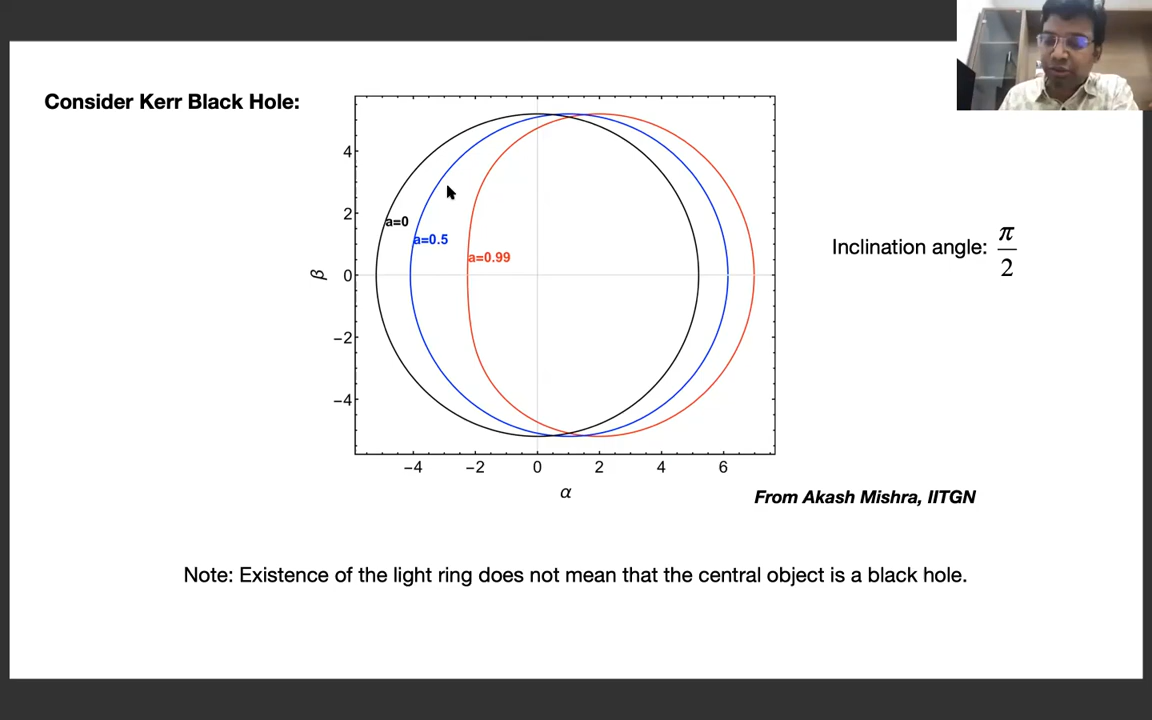 Consider Kerr Black Hole:
4
2
0
−2
−4
β
a=0
a=0.5
a=0.99
−4 −2 0 2 4 6
α
Inclination angle: π/2
From Akash Mishra, IITGN
Note: Existence of the light ring does not mean that the central object is a black hole.